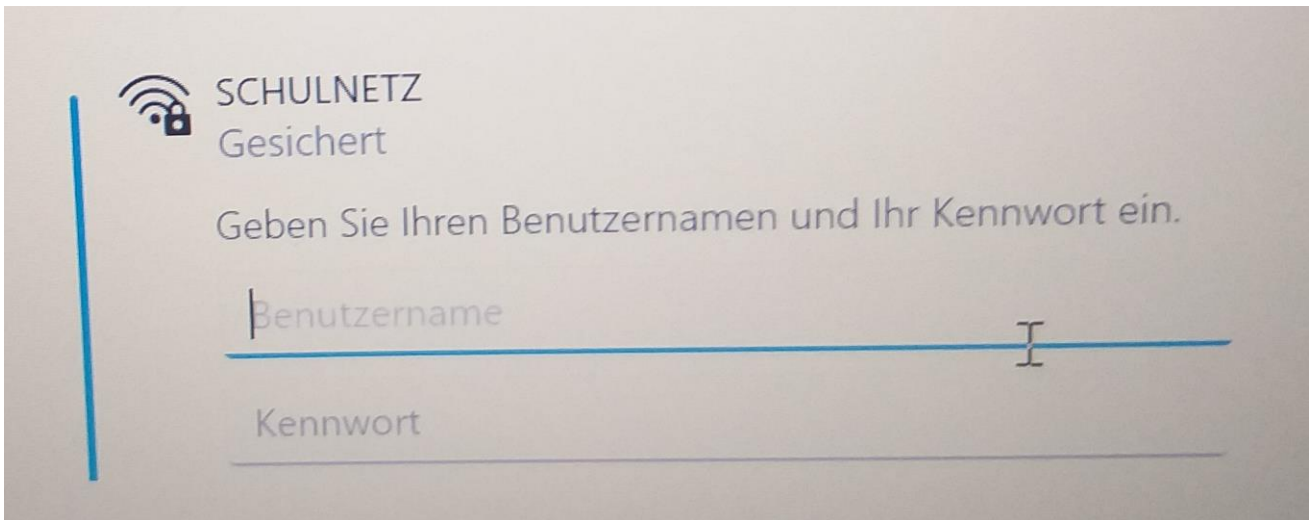 SCHULNETZ
Gesichert
Geben Sie Ihren Benutzernamen und Ihr Kennwort ein.
Benutzername
Kennwort